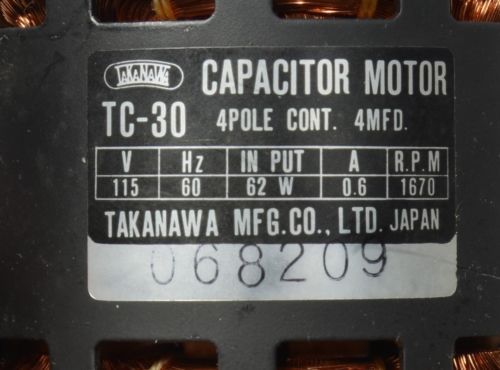 TAKANAWA CAPACITOR MOTOR
TC-30 4POLE CONT. 4MFD.
V Hz IN PUT A R.P.M
115 60 62 W 0.6 1670
TAKANAWA MFG.CO., LTD. JAPAN
068209